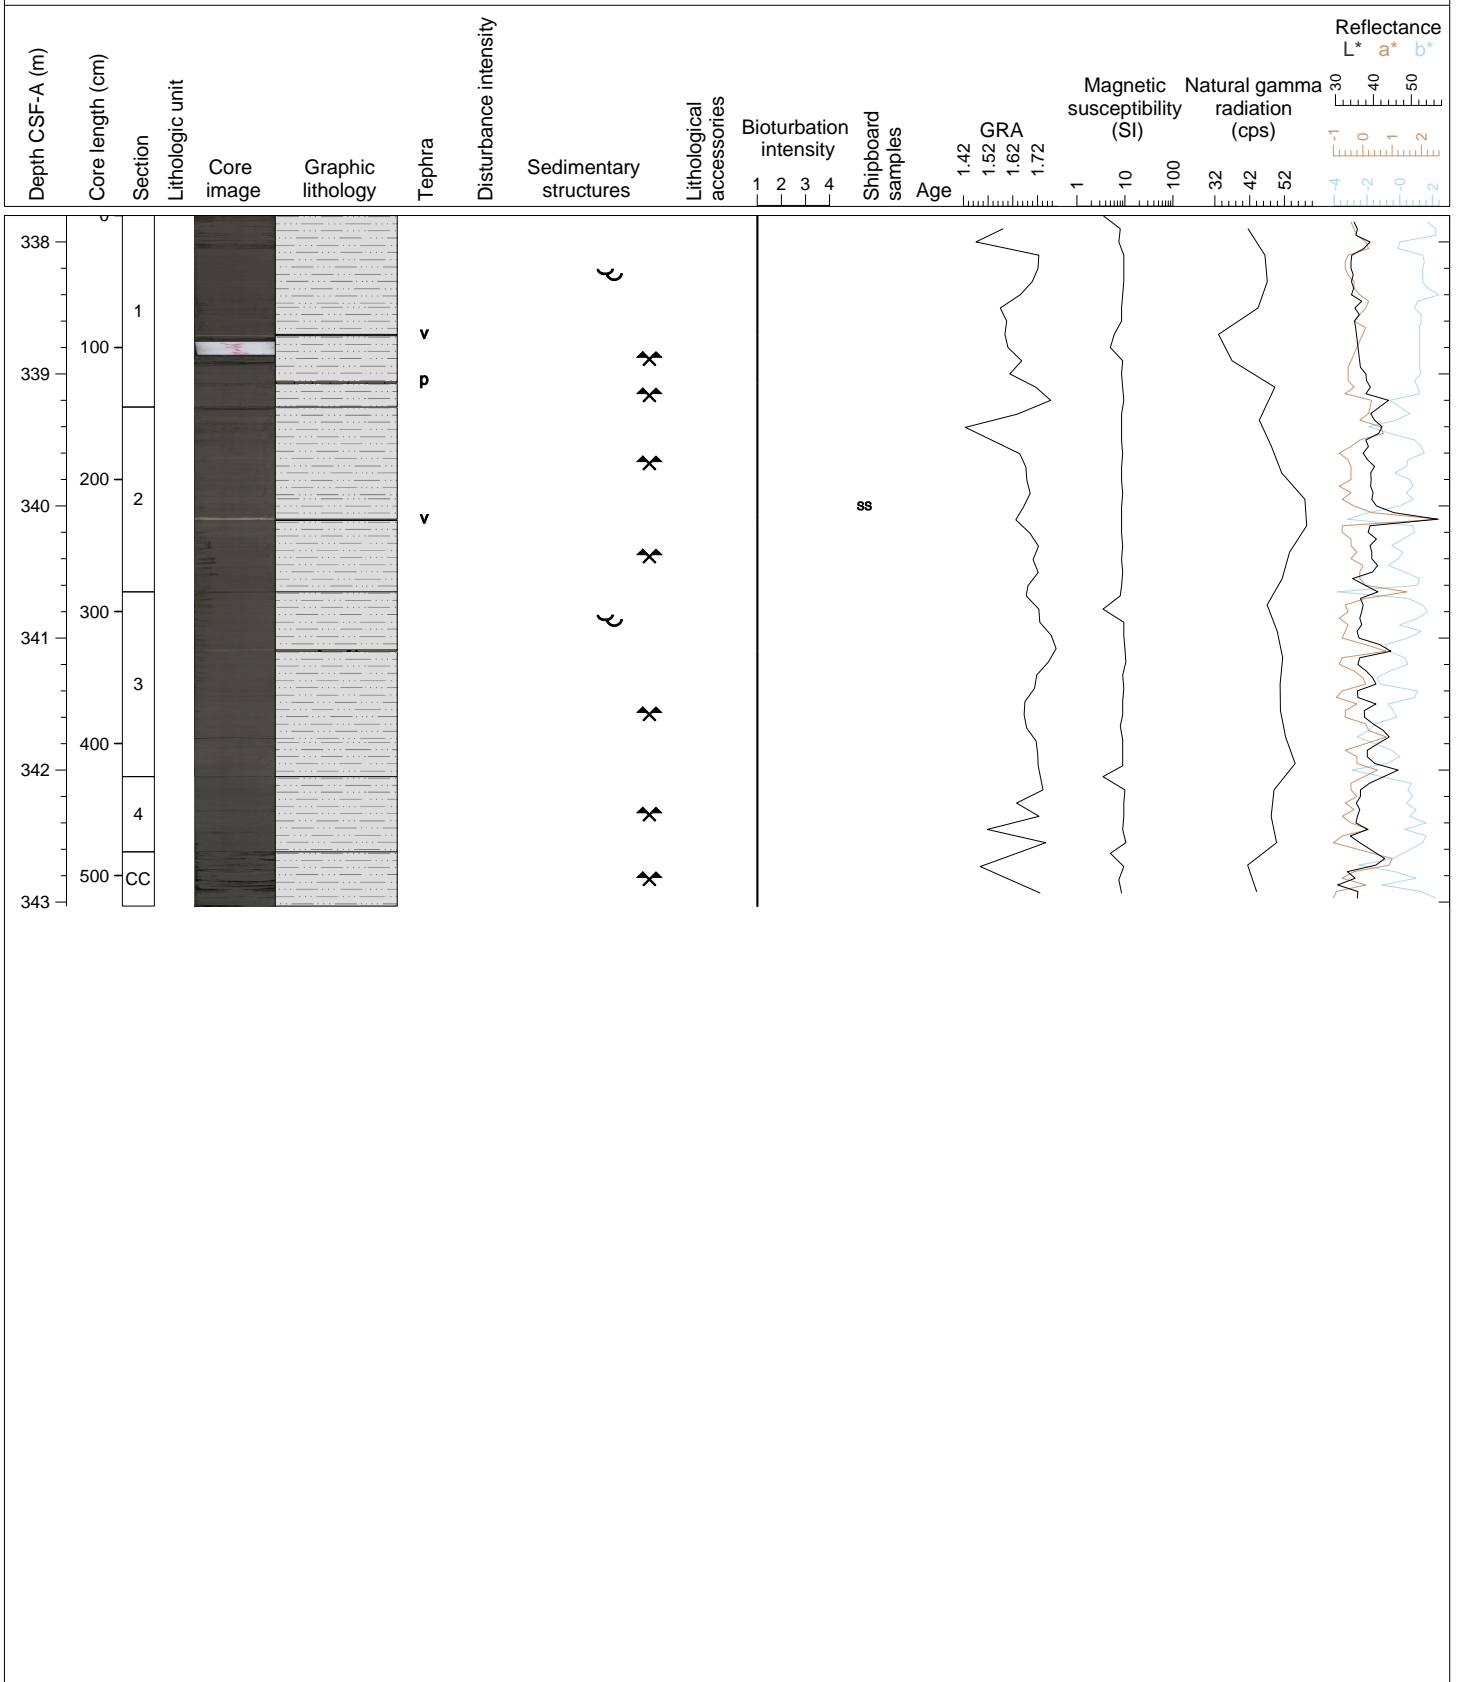 Depth CSF-A (m)
Core length (cm)
Section
Lithologic unit
Core
image
Graphic
lithology
Tephra
Disturbance intensity
Sedimentary
structures
Lithological
accessories
Bioturbation
intensity
1 2 3 4
Shipboard
samples
Age
GRA
1.42 1.52 1.62 1.72
Magnetic
susceptibility
(SI)
1 10 100
Natural gamma
radiation
(cps)
32 42 52
Reflectance
L* a* b*
30 40 50
-1 0 1 2
-4 -2 -0 2
0
338
1
v
100
339
p
200
2
340
ss
v
300
341
3
400
342
4
500
CC
343